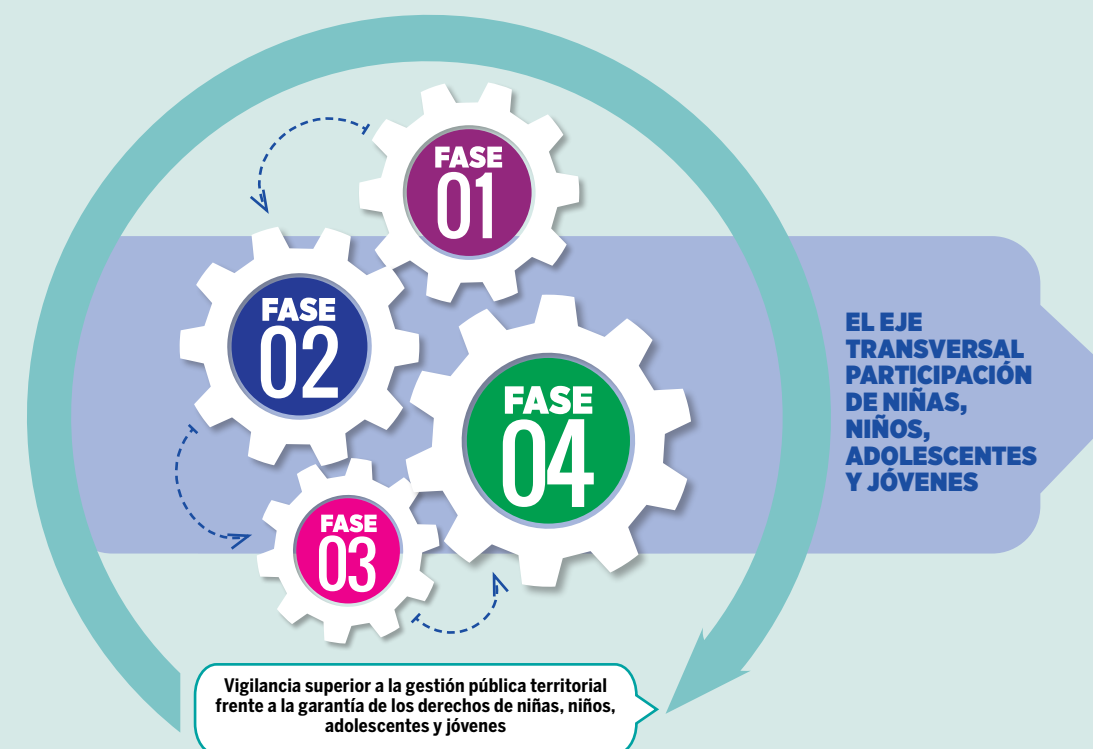 FASE
01
FASE
02
FASE
04
FASE
03
EL EJE
TRANSVERSAL
PARTICIPACIÓN
DE NIÑAS,
NIÑOS,
ADOLESCENTES
Y JÓVENES
Vigilancia superior a la gestión pública territorial
frente a la garantía de los derechos de niñas, niños,
adolescentes y jóvenes